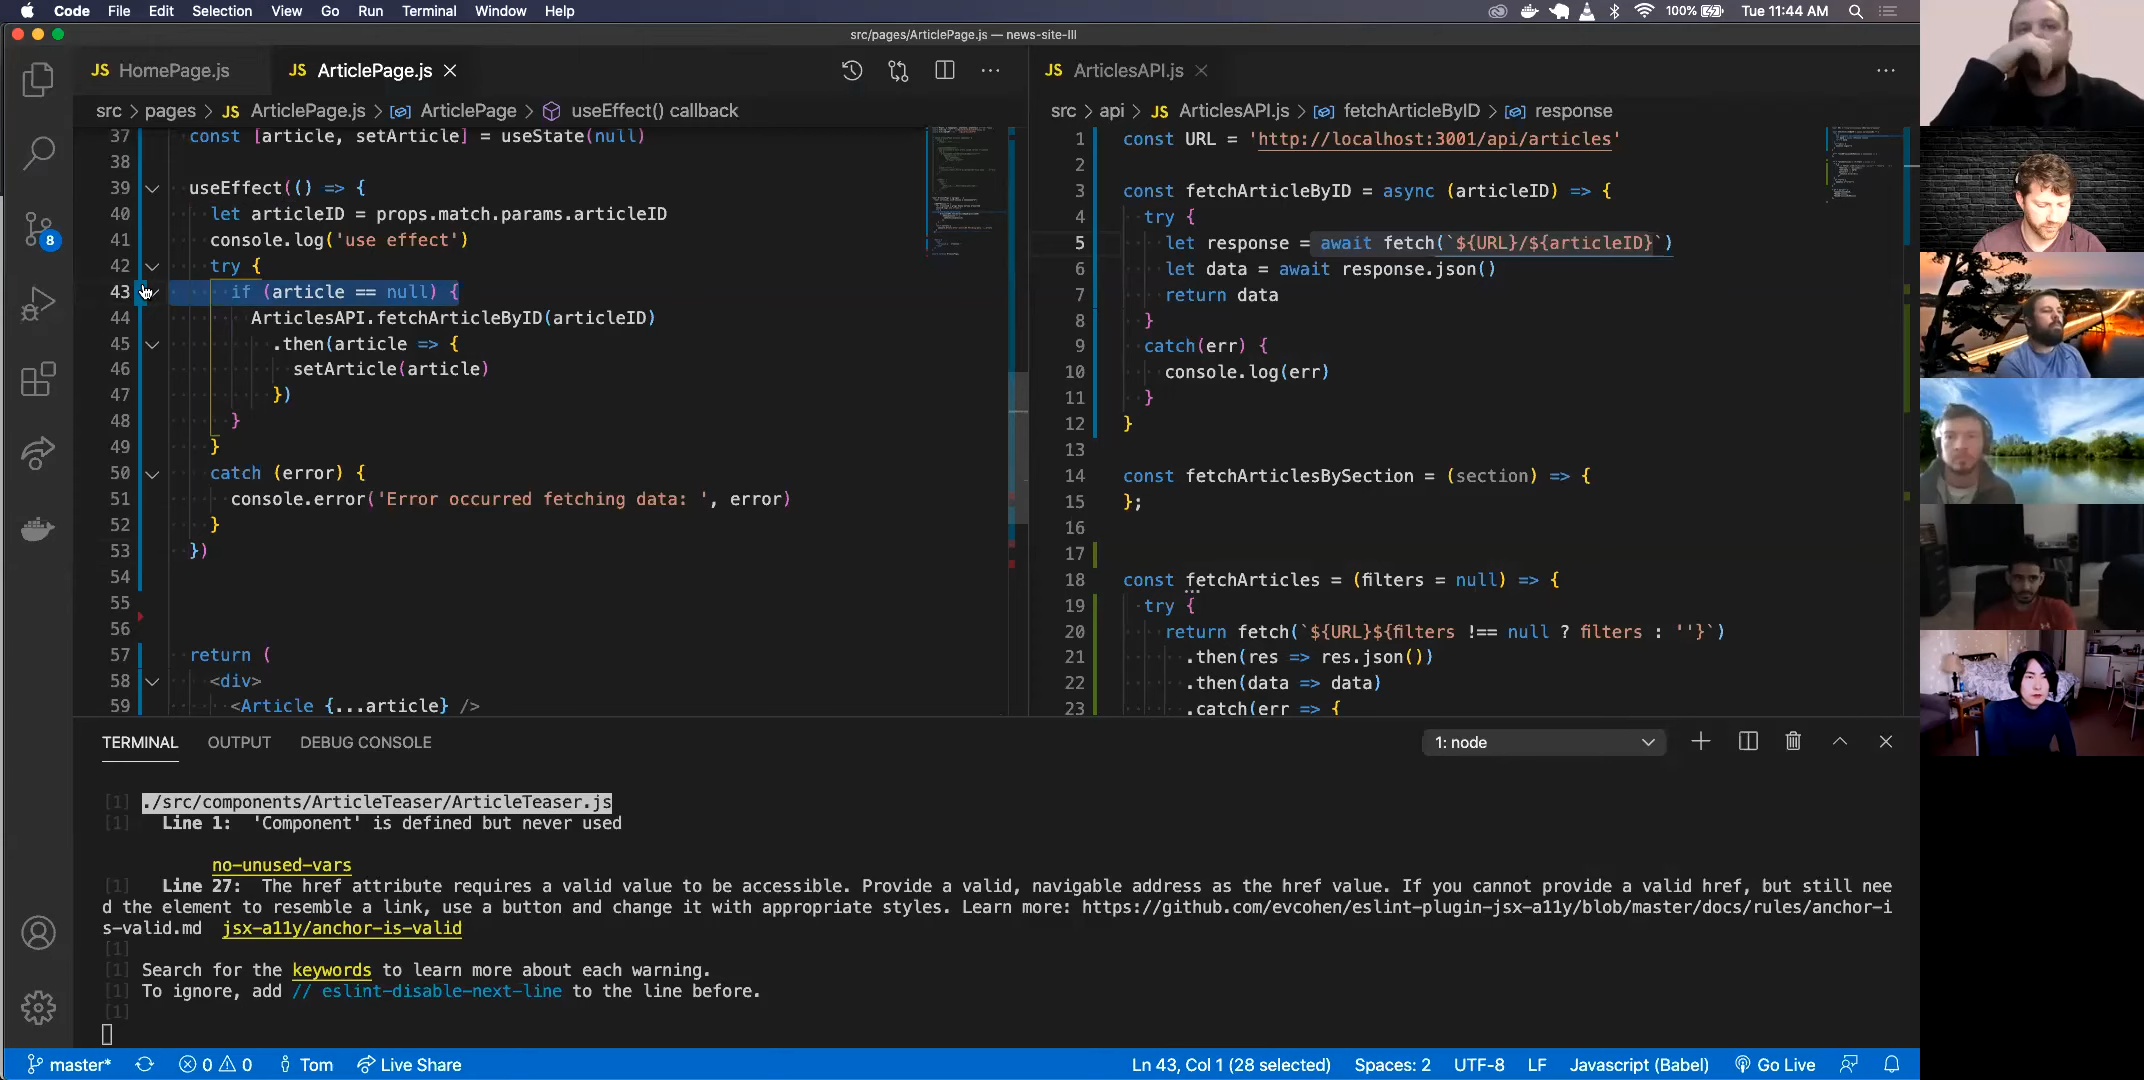 Code File Edit Selection View Go Run Terminal Window Help
100% Tue 11:44 AM
src/pages/ArticlePage.js — news-site-III
JS HomePage.js
JS ArticlePage.js
src > pages > JS ArticlePage.js > ArticlePage > useEffect() callback
37 const [article, setArticle] = useState(null)
38
39 useEffect(() => {
40 let articleID = props.match.params.articleID
41 console.log('use effect')
42 try {
43 if (article == null) {
44 ArticlesAPI.fetchArticleByID(articleID)
45 .then(article => {
46 setArticle(article)
47 })
48 }
49 }
50 catch (error) {
51 console.error('Error occurred fetching data: ', error)
52 }
53 })
54
55
56
57 return (
58 <div>
59 <Article {...article} />
JS ArticlesAPI.js
src > api > JS ArticlesAPI.js > fetchArticleByID > response
1 const URL = 'http://localhost:3001/api/articles'
2
3 const fetchArticleByID = async (articleID) => {
4 try {
5 let response = await fetch(`${URL}/${articleID}`)
6 let data = await response.json()
7 return data
8 }
9 catch(err) {
10 console.log(err)
11 }
12 }
13
14 const fetchArticlesBySection = (section) => {
15 };
16
17
18 const fetchArticles = (filters = null) => {
19 try {
20 return fetch(`${URL}${filters !== null ? filters : ''}`)
21 .then(res => res.json())
22 .then(data => data)
23 .catch(err => {
TERMINAL OUTPUT DEBUG CONSOLE
1: node
[1] ./src/components/ArticleTeaser/ArticleTeaser.js
[1] Line 1: 'Component' is defined but never used
no-unused-vars
[1] Line 27: The href attribute requires a valid value to be accessible. Provide a valid, navigable address as the href value. If you cannot provide a valid href, but still nee
d the element to resemble a link, use a button and change it with appropriate styles. Learn more: https://github.com/evcohen/eslint-plugin-jsx-a11y/blob/master/docs/rules/anchor-i
s-valid.md jsx-a11y/anchor-is-valid
[1]
[1] Search for the keywords to learn more about each warning.
[1] To ignore, add // eslint-disable-next-line to the line before.
[1]
8
master* 0 0 Tom Live Share
Ln 43, Col 1 (28 selected) Spaces: 2 UTF-8 LF Javascript (Babel) Go Live